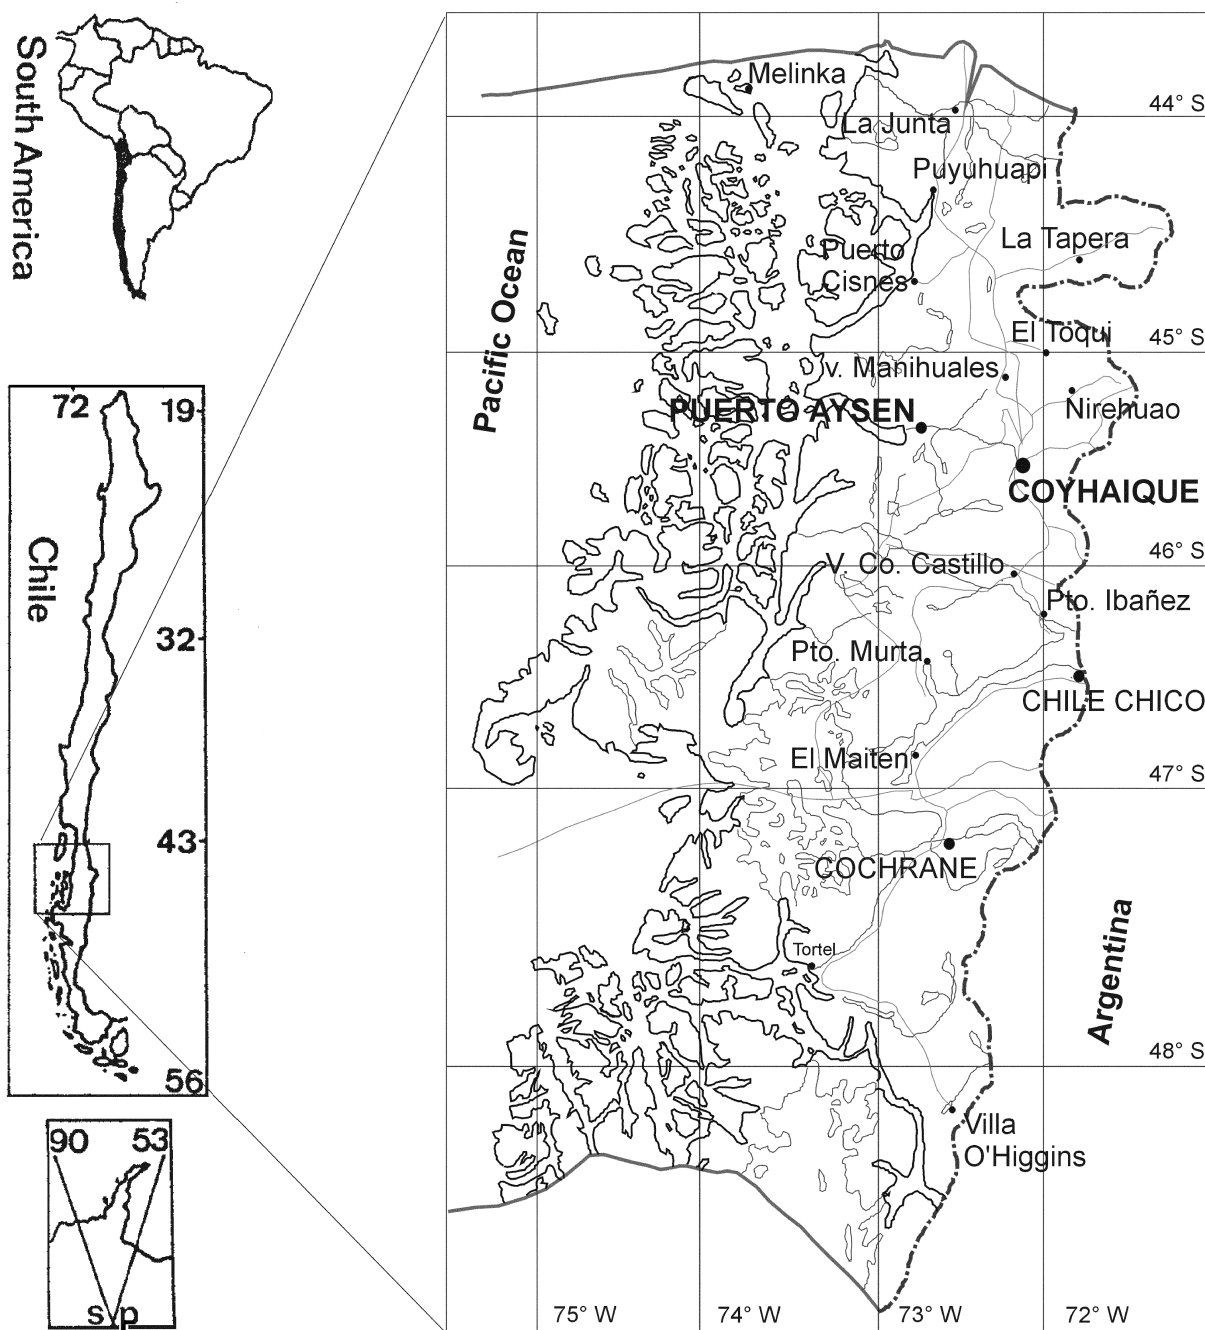 South America
72
19
Chile
32
43
56
90
53
s p
Melinka
44° S
La Junta
Puyuhuapi
La Tapera
Puerto
Cisnes
Pacific Ocean
El Toqui
45° S
v. Manihuales
PUERTO AYSEN
Nirehuao
COYHAIQUE
46° S
V. Co. Castillo
Pto. Ibañez
Pto. Murta
CHILE CHICO
El Maiten
47° S
COCHRANE
Tortel
Argentina
48° S
Villa
O'Higgins
75° W
74° W
73° W
72° W